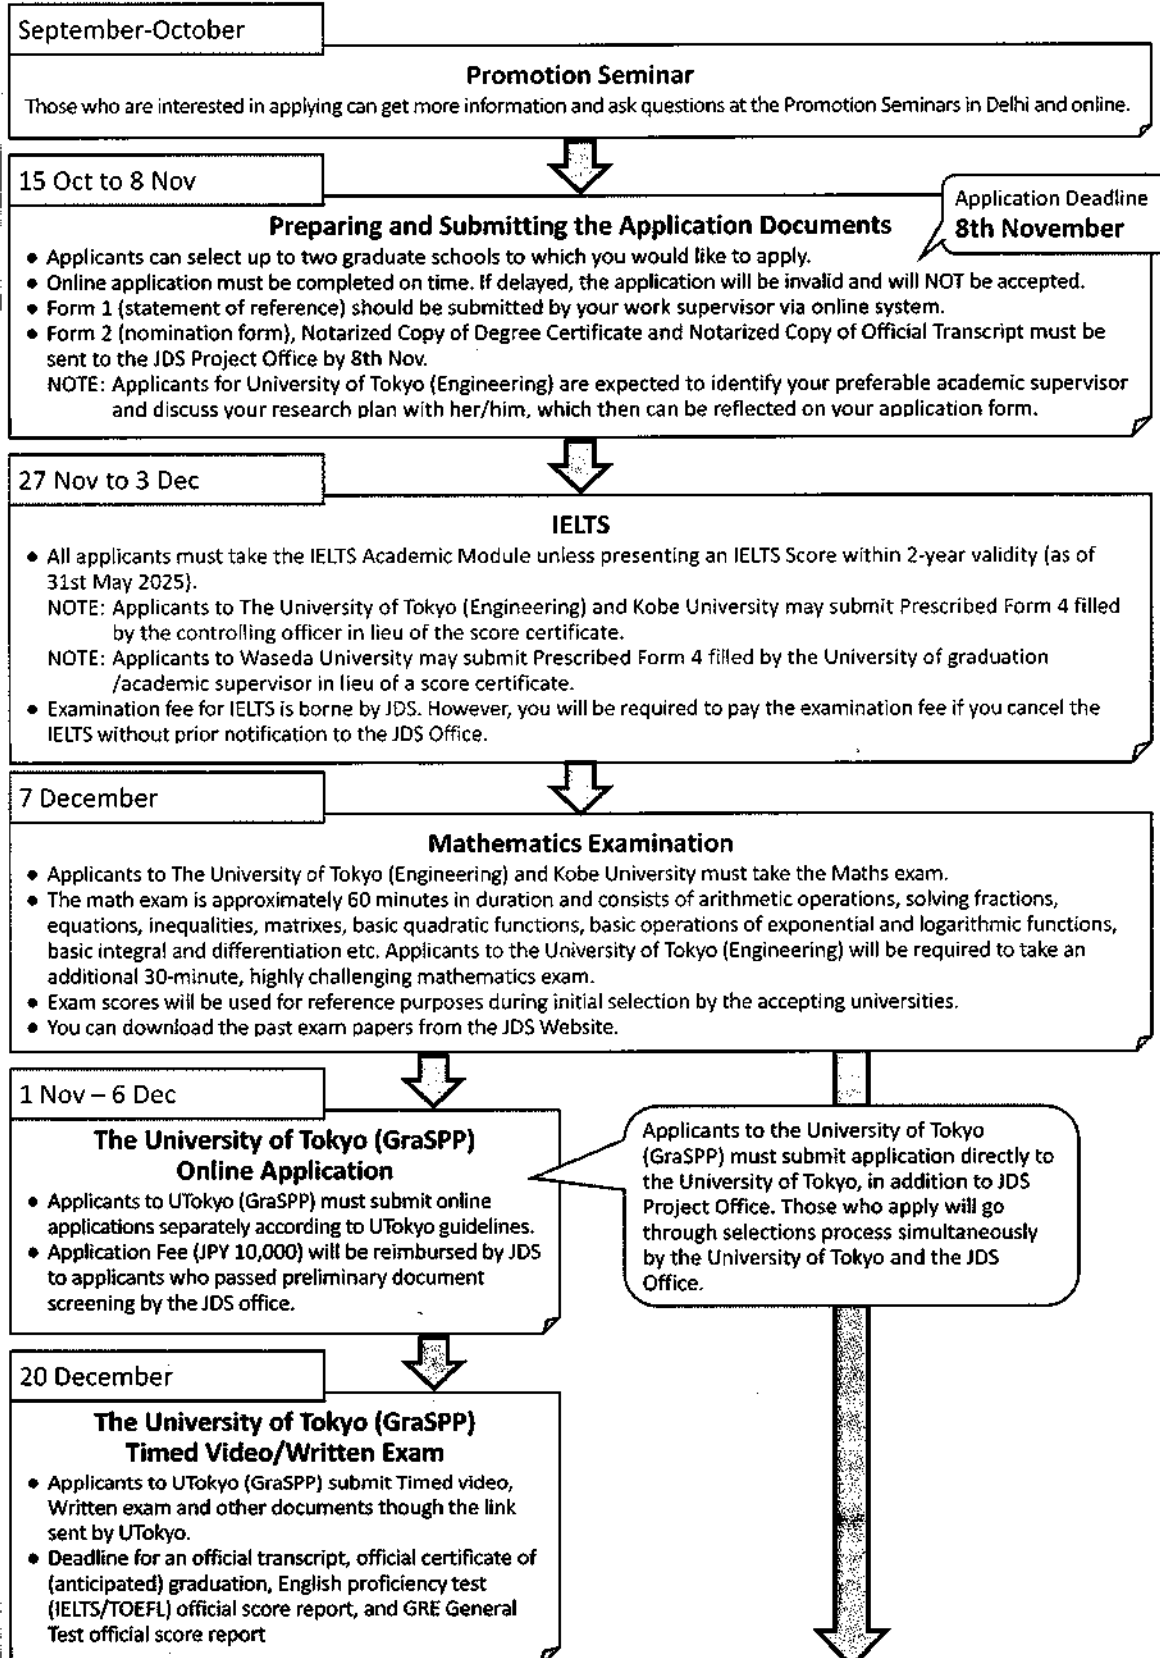 September-October
Promotion Seminar
Those who are interested in applying can get more information and ask questions at the Promotion Seminars in Delhi and online.
15 Oct to 8 Nov
Application Deadline
8th November
Preparing and Submitting the Application Documents
● Applicants can select up to two graduate schools to which you would like to apply.
● Online application must be completed on time. If delayed, the application will be invalid and will NOT be accepted.
● Form 1 (statement of reference) should be submitted by your work supervisor via online system.
● Form 2 (nomination form), Notarized Copy of Degree Certificate and Notarized Copy of Official Transcript must be
sent to the JDS Project Office by 8th Nov.
NOTE: Applicants for University of Tokyo (Engineering) are expected to identify your preferable academic supervisor
and discuss your research plan with her/him, which then can be reflected on your application form.
27 Nov to 3 Dec
IELTS
● All applicants must take the IELTS Academic Module unless presenting an IELTS Score within 2-year validity (as of
31st May 2025).
NOTE: Applicants to The University of Tokyo (Engineering) and Kobe University may submit Prescribed Form 4 filled
by the controlling officer in lieu of the score certificate.
NOTE: Applicants to Waseda University may submit Prescribed Form 4 filled by the University of graduation
/academic supervisor in lieu of a score certificate.
● Examination fee for IELTS is borne by JDS. However, you will be required to pay the examination fee if you cancel the
IELTS without prior notification to the JDS Office.
7 December
Mathematics Examination
● Applicants to The University of Tokyo (Engineering) and Kobe University must take the Maths exam.
● The math exam is approximately 60 minutes in duration and consists of arithmetic operations, solving fractions,
equations, inequalities, matrixes, basic quadratic functions, basic operations of exponential and logarithmic functions,
basic integral and differentiation etc. Applicants to the University of Tokyo (Engineering) will be required to take an
additional 30-minute, highly challenging mathematics exam.
● Exam scores will be used for reference purposes during initial selection by the accepting universities.
● You can download the past exam papers from the JDS Website.
1 Nov – 6 Dec
The University of Tokyo (GraSPP)
Online Application
● Applicants to UTokyo (GraSPP) must submit online
applications separately according to UTokyo guidelines.
● Application Fee (JPY 10,000) will be reimbursed by JDS
to applicants who passed preliminary document
screening by the JDS office.
Applicants to the University of Tokyo
(GraSPP) must submit application directly to
the University of Tokyo, in addition to JDS
Project Office. Those who apply will go
through selections process simultaneously
by the University of Tokyo and the JDS
Office.
20 December
The University of Tokyo (GraSPP)
Timed Video/Written Exam
● Applicants to UTokyo (GraSPP) submit Timed video,
Written exam and other documents though the link
sent by UTokyo.
● Deadline for an official transcript, official certificate of
(anticipated) graduation, English proficiency test
(IELTS/TOEFL) official score report, and GRE General
Test official score report